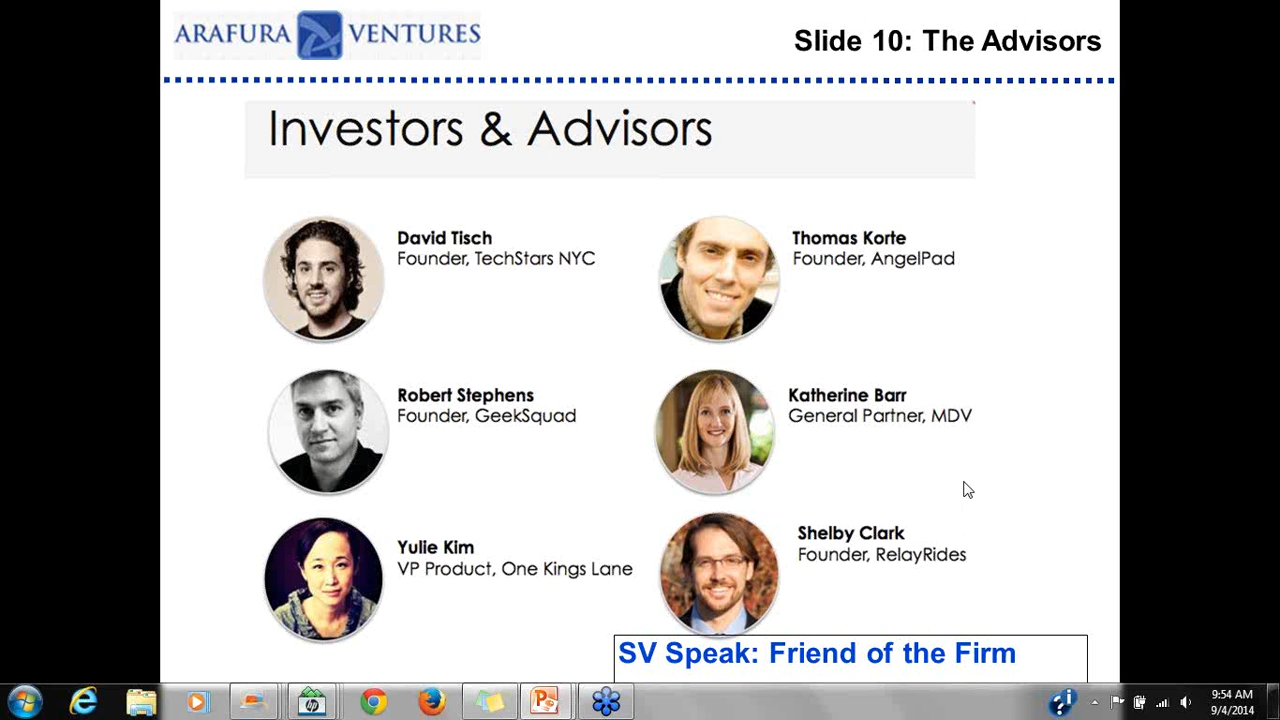 ARAFURA VENTURES
Slide 10: The Advisors
Investors & Advisors
David Tisch
Founder, TechStars NYC
Thomas Korte
Founder, AngelPad
Robert Stephens
Founder, GeekSquad
Katherine Barr
General Partner, MDV
Yulie Kim
VP Product, One Kings Lane
Shelby Clark
Founder, RelayRides
SV Speak: Friend of the Firm
hp
9:54 AM
9/4/2014